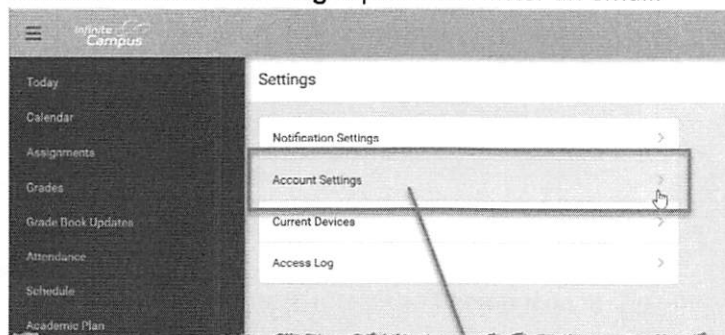 Infinite
Campus
Today
Calendar
Assignments
Grades
Grade Book Updates
Attendance
Schedule
Academic Plan
Settings
Notification Settings
Account Settings
Current Devices
Access Log